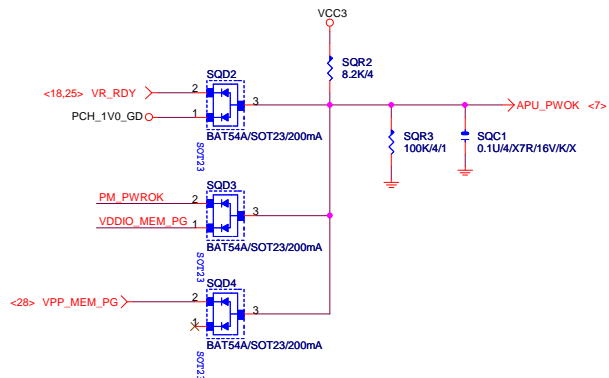 VCC3
SQR2
8.2K/4
SQD2
<18,25> VR_RDY
2
3
PCH_1V0_GD
1
APU_PWOK <7>
BAT54A/SOT23/200mA
SOT23
SQR3
100K/4/1
SQC1
0.1U/4/X7R/16V/K/X
SQD3
PM_PWROK
2
3
VDDIO_MEM_PG
1
BAT54A/SOT23/200mA
SOT23
SQD4
<28> VPP_MEM_PG
2
3
1
BAT54A/SOT23/200mA
SOT23